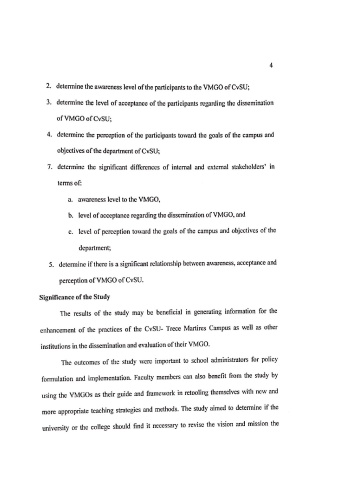 4
2. determine the awareness level of the participants to the VMGO of CvSU;
3. determine the level of acceptance of the participants regarding the dissemination
of VMGO of CvSU;
4. determine the perception of the participants toward the goals of the campus and
objectives of the department of CvSU;
7. determine the significant differences of internal and external stakeholders' in
terms of:
a. awareness level to the VMGO,
b. level of acceptance regarding the dissemination of VMGO, and
c. level of perception toward the goals of the campus and objectives of the
department;
5. determine if there is a significant relationship between awareness, acceptance and
perception of VMGO of CvSU.
Significance of the Study
The results of the study may be beneficial in generating information for the
enhancement of the practices of the CvSU- Trece Martires Campus as well as other
institutions in the dissemination and evaluation of their VMGO.
The outcomes of the study were important to school administrators for policy
formulation and implementation. Faculty members can also benefit from the study by
using the VMGOs as their guide and framework in retooling themselves with new and
more appropriate teaching strategies and methods. The study aimed to determine if the
university or the college should find it necessary to revise the vision and mission the